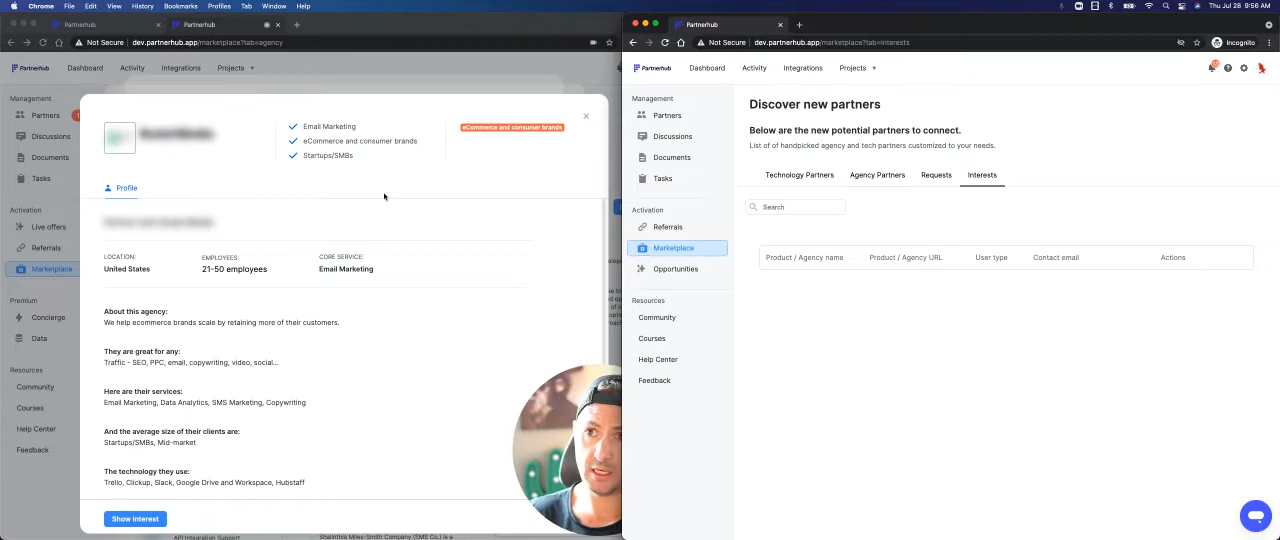 Chrome File Edit View History Bookmarks Profiles Tab Window Help
Thu Jul 28 9:56 AM
Partnerhub
Partnerhub
Not Secure dev.partnerhub.app/marketplace?tab=agency
Partnerhub Dashboard Activity Integrations Projects
Management
Partners 1
Discussions
Documents
Tasks
Activation
Live offers
Referrals
Marketplace
Premium
Concierge
Data
Resources
Community
Courses
Help Center
Feedback
Email Marketing
eCommerce and consumer brands
Startups/SMBs
eCommerce and consumer brands
Profile
LOCATION: EMPLOYEES: CORE SERVICE:
United States 21-50 employees Email Marketing
About this agency:
We help ecommerce brands scale by retaining more of their customers.
They are great for any:
Traffic - SEO, PPC, email, copywriting, video, social...
Here are their services:
Email Marketing, Data Analytics, SMS Marketing, Copywriting
And the average size of their clients are:
Startups/SMBs, Mid-market
The technology they use:
Trello, Clickup, Slack, Google Drive and Workspace, Hubstaff
Show Interest
API Integration Support
Shainthia Miles-Smith Company (SMS Co.) is a
Partnerhub
Not Secure dev.partnerhub.app/marketplace?tab=interests
Incognito
Partnerhub Dashboard Activity Integrations Projects
Management
Partners
Discussions
Documents
Tasks
Activation
Referrals
Marketplace
Opportunities
Resources
Community
Courses
Help Center
Feedback
Discover new partners
Below are the new potential partners to connect.
List of of handpicked agency and tech partners customized to your needs.
Technology Partners Agency Partners Requests Interests
Search
Product / Agency name Product / Agency URL User type Contact email Actions